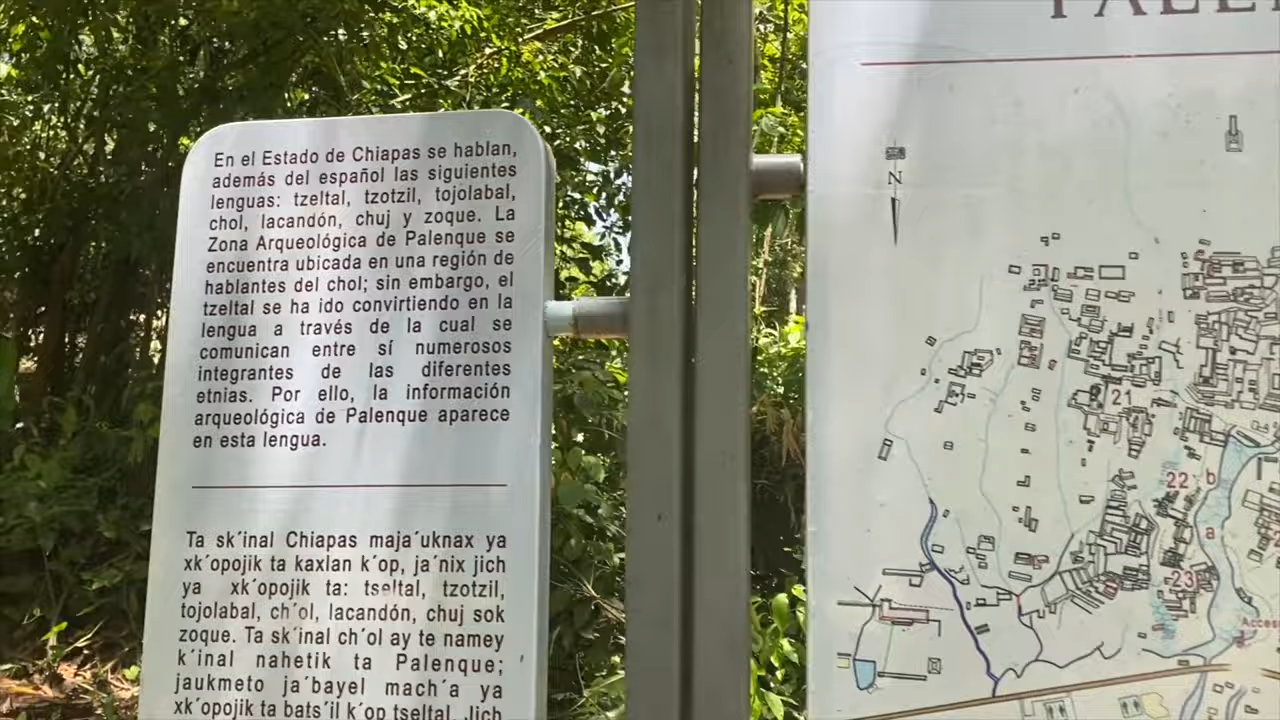 En el Estado de Chiapas se hablan,
además del español las siguientes
lenguas: tzeltal, tzotzil, tojolabal,
chol, lacandón, chuj y zoque. La
Zona Arqueológica de Palenque se
encuentra ubicada en una región de
hablantes del chol; sin embargo, el
tzeltal se ha ido convirtiendo en la
lengua a través de la cual se
comunican entre sí numerosos
integrantes de las diferentes
etnias. Por ello, la información
arqueológica de Palenque aparece
en esta lengua.
Ta sk´inal Chiapas maja´uknax ya
xk´opojik ta kaxlan k´op, ja´nix jich
ya xk´opojik ta: tseltal, tzotzil,
tojolabal, ch´ol, lacandón, chuj sok
zoque. Ta sk´inal ch´ol ay te namey
k´inal nahetik ta Palenque;
jaukmeto ja´bayel mach´a ya
xk´opojik ta bats´il k´op tseltal. Jich
N
21
22 b
a
23